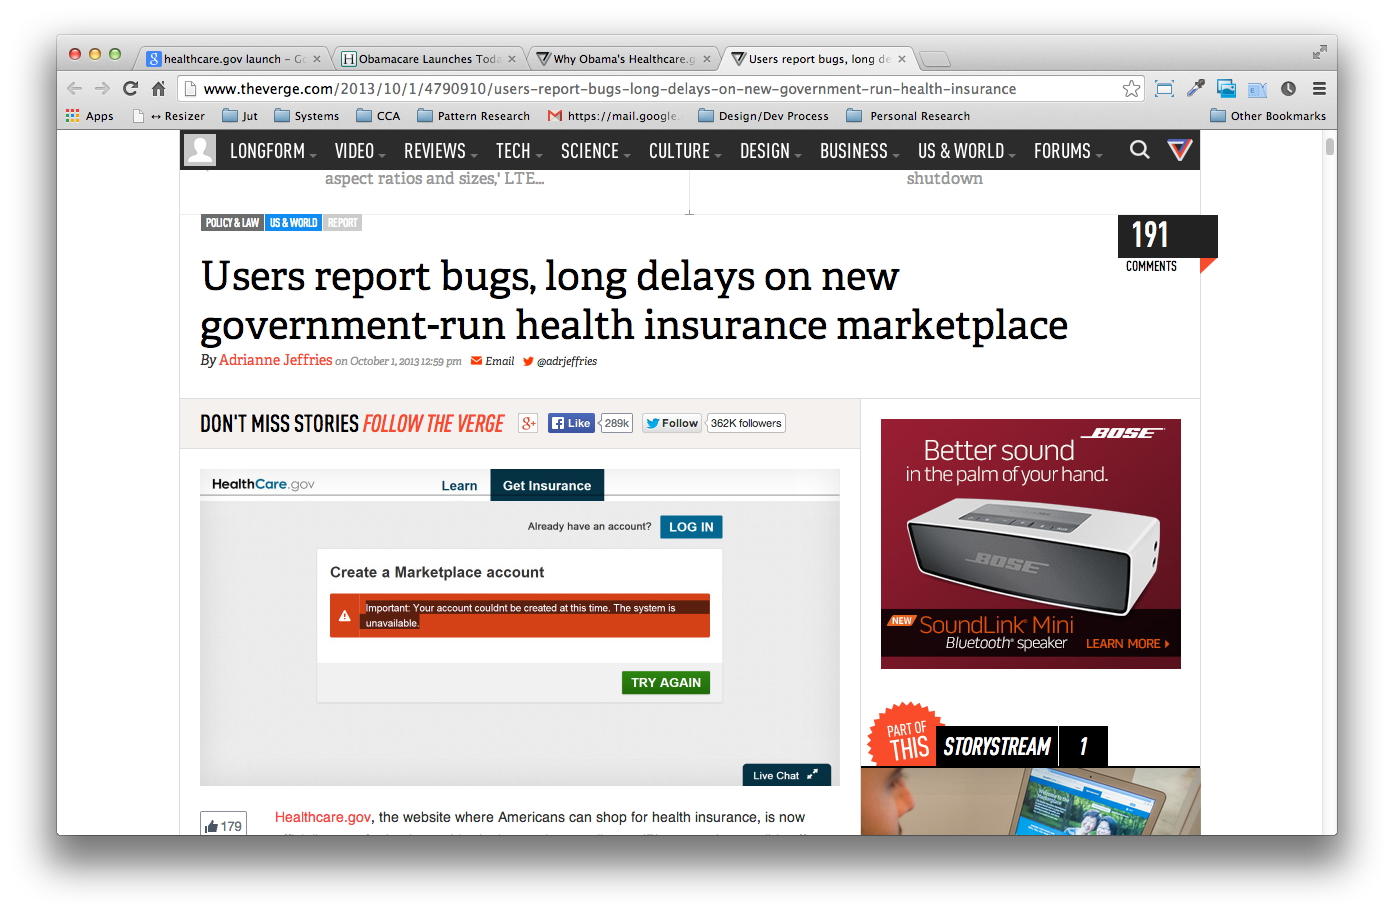 healthcare.gov launch – Go
Obamacare Launches Toda
Why Obama's Healthcare.g
Users report bugs, long de
www.theverge.com/2013/10/1/4790910/users-report-bugs-long-delays-on-new-government-run-health-insurance
Apps
↔ Resizer
Jut
Systems
CCA
Pattern Research
https://mail.google.
Design/Dev Process
Personal Research
Other Bookmarks
LONGFORM
VIDEO
REVIEWS
TECH
SCIENCE
CULTURE
DESIGN
BUSINESS
US & WORLD
FORUMS
aspect ratios and sizes,' LTE...
shutdown
POLICY & LAW
US & WORLD
REPORT
191
COMMENTS
Users report bugs, long delays on new
government-run health insurance marketplace
By Adrianne Jeffries on October 1, 2013 12:59 pm Email @adrjeffries
DON'T MISS STORIES FOLLOW THE VERGE
Like
289k
Follow
362K followers
HealthCare.gov
Learn
Get Insurance
Already have an account?
LOG IN
Create a Marketplace account
Important: Your account couldnt be created at this time. The system is
unavailable.
TRY AGAIN
Live Chat
BOSE
Better sound
in the palm of your hand.
BOSE
NEW
SoundLink® Mini
Bluetooth® speaker
LEARN MORE
PART OF
THIS
STORYSTREAM
1
179
Healthcare.gov, the website where Americans can shop for health insurance, is now